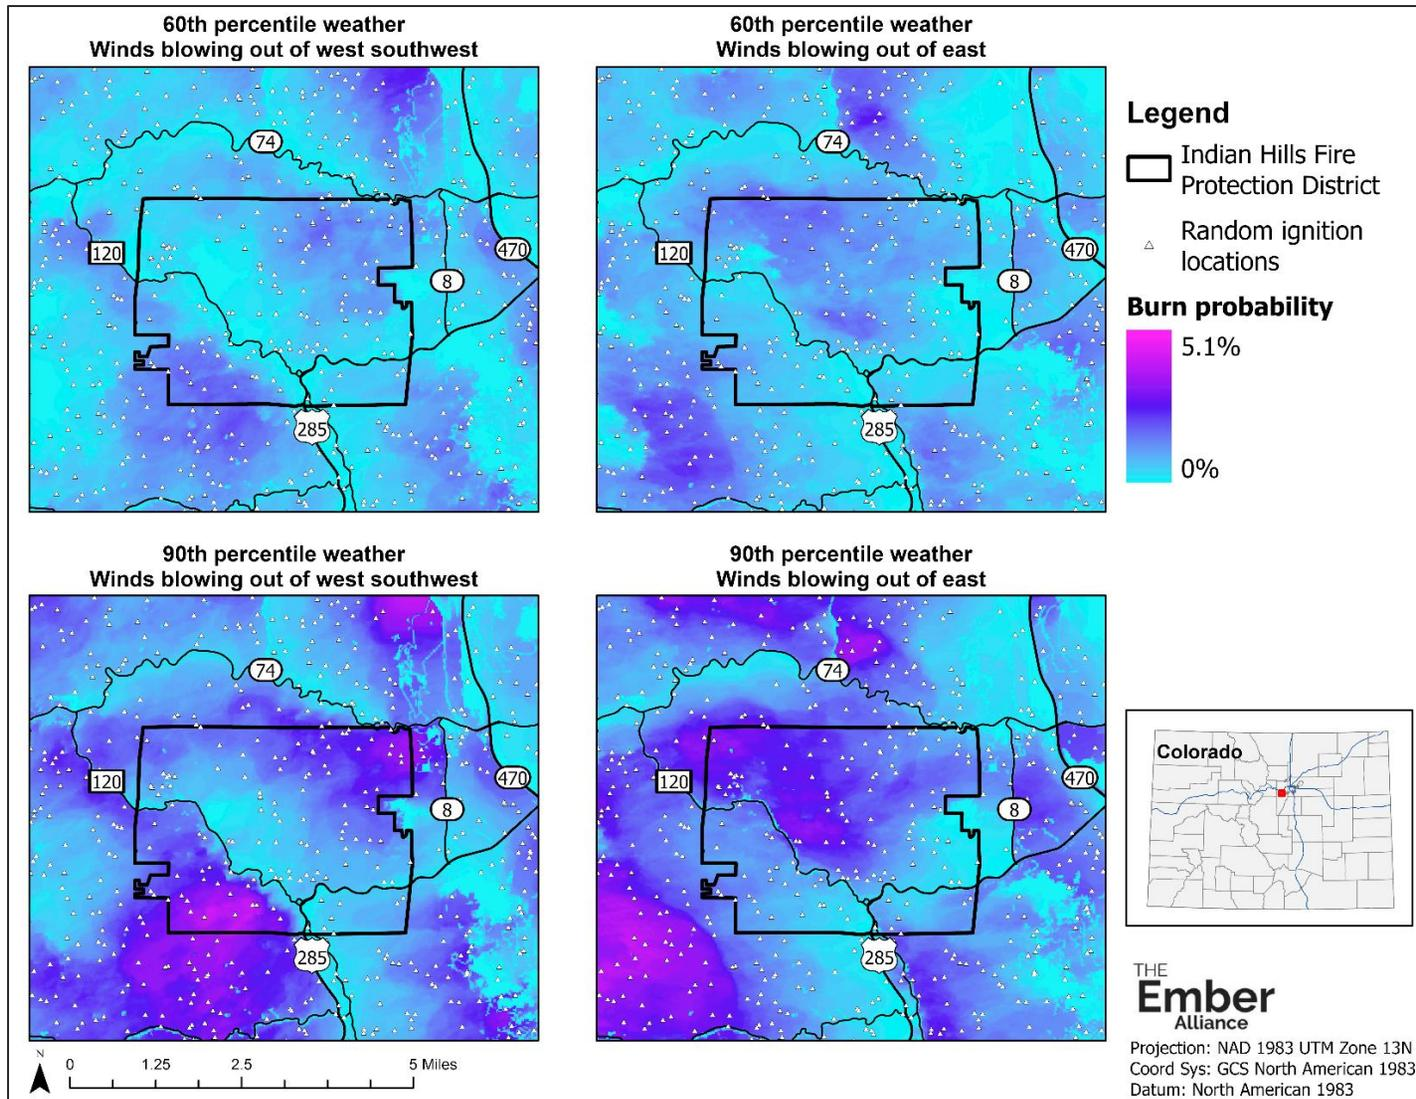 60th percentile weather
Winds blowing out of west southwest
60th percentile weather
Winds blowing out of east
74
120
470
8
285
74
120
470
8
285
Legend
Indian Hills Fire
Protection District
Random ignition
locations
Burn probability
5.1%
0%
90th percentile weather
Winds blowing out of west southwest
90th percentile weather
Winds blowing out of east
74
120
470
8
285
74
120
470
8
285
Colorado
N
0 1.25 2.5 5 Miles
THE
Ember
Alliance
Projection: NAD 1983 UTM Zone 13N
Coord Sys: GCS North American 1983
Datum: North American 1983